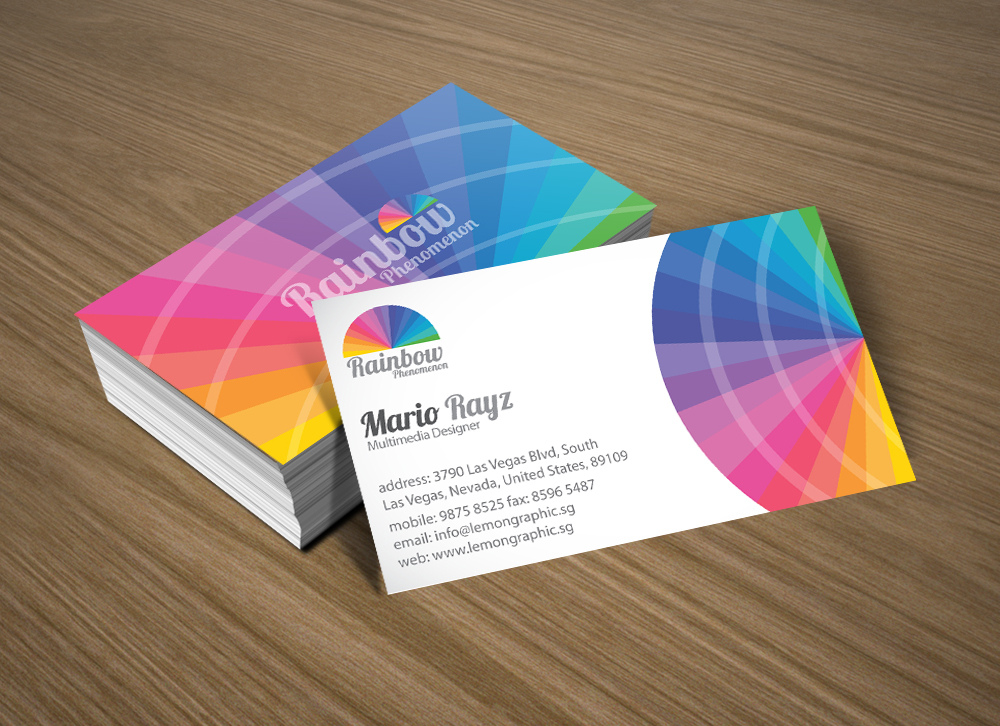 Rainbow
Phenomenon
Rainbow
Phenomenon
Mario Rayz
Multimedia Designer
address: 3790 Las Vegas Blvd, South
Las Vegas, Nevada, United States, 89109
mobile: 9875 8525 fax: 8596 5487
email: info@lemongraphic.sg
web: www.lemongraphic.sg